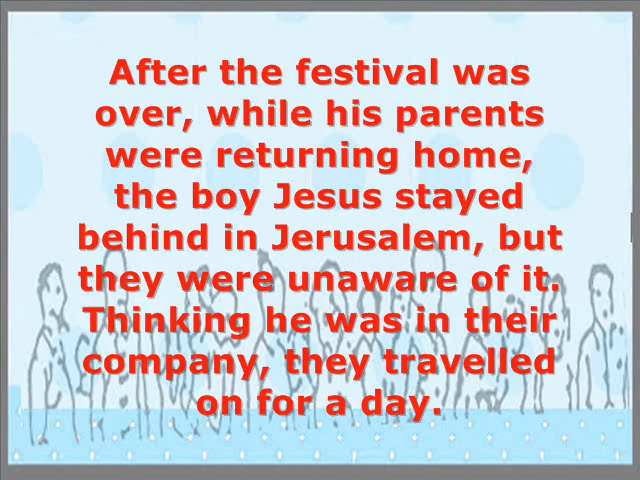 After the festival was
over, while his parents
were returning home,
the boy Jesus stayed
behind in Jerusalem, but
they were unaware of it.
Thinking he was in their
company, they travelled
on for a day.